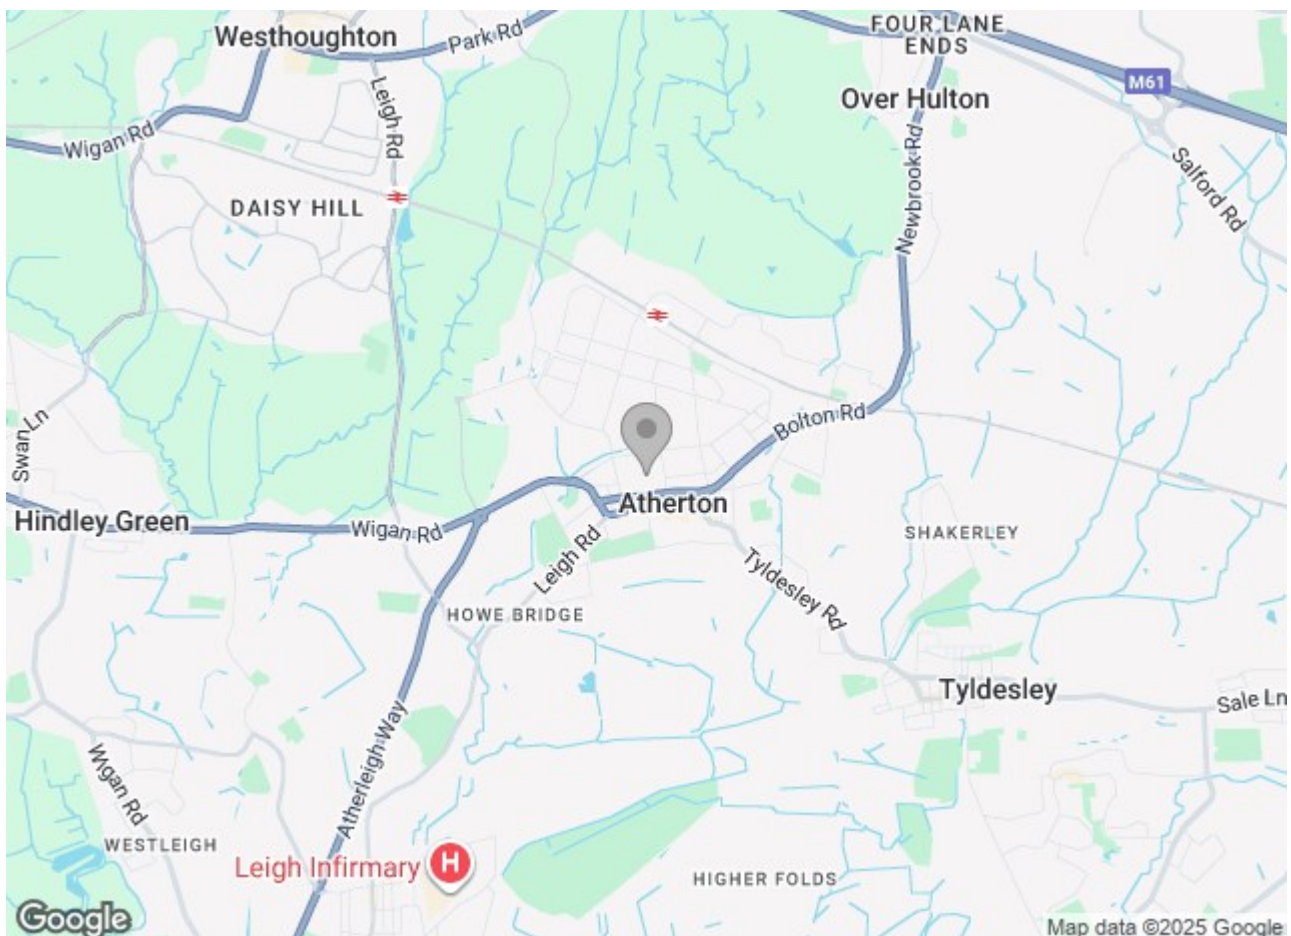 Westhoughton
Park Rd
FOUR LANE
ENDS
M61
Over Hulton
Leigh Rd
Wigan Rd
Newbrook Rd
Salford Rd
DAISY HILL
Swan Ln
Bolton Rd
Atherton
Hindley Green
Wigan Rd
SHAKERLEY
Leigh Rd
Tyldesley Rd
HOWE BRIDGE
Tyldesley
Sale Ln
Atherleigh Way
Wigan Rd
WESTLEIGH
Leigh Infirmary
H
HIGHER FOLDS
Google
Map data ©2025 Google